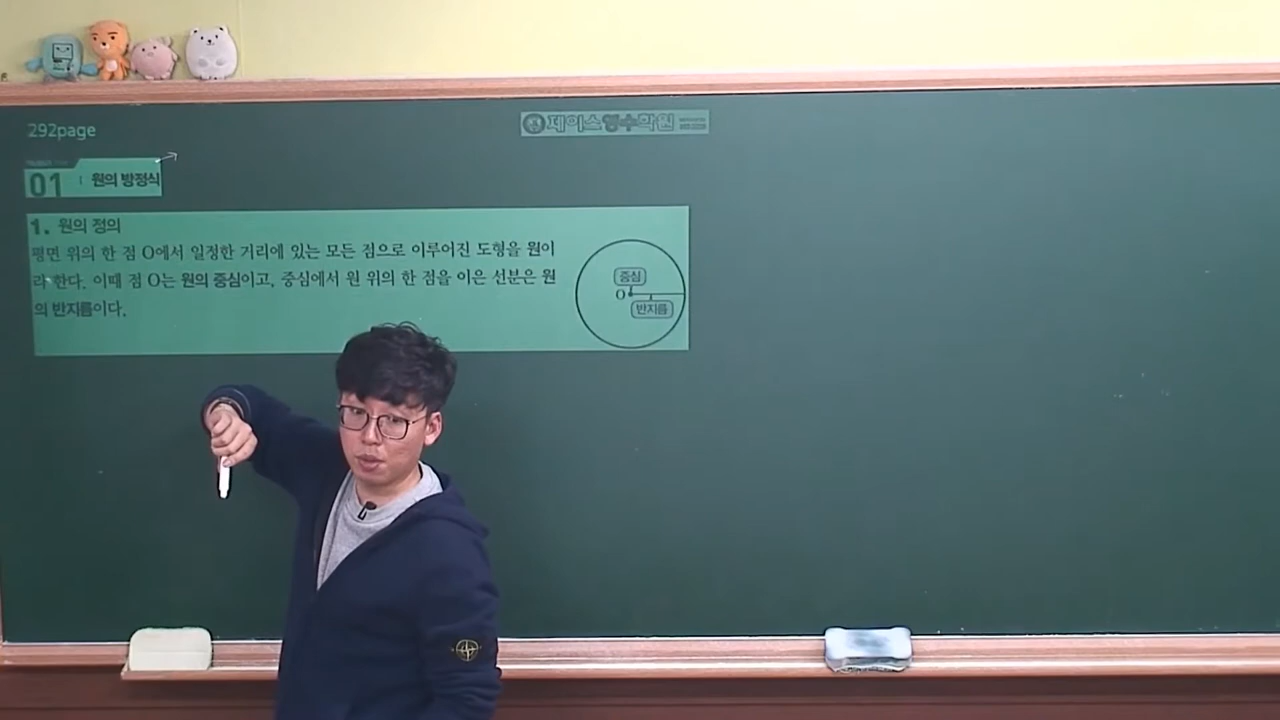 292page
제이스영수학원
01 원의 방정식
1. 원의 정의
평면 위의 한 점 O에서 일정한 거리에 있는 모든 점으로 이루어진 도형을 원이
라 한다. 이때 점 O는 원의 중심이고, 중심에서 원 위의 한 점을 이은 선분은 원
의 반지름이다.
중심
O
반지름